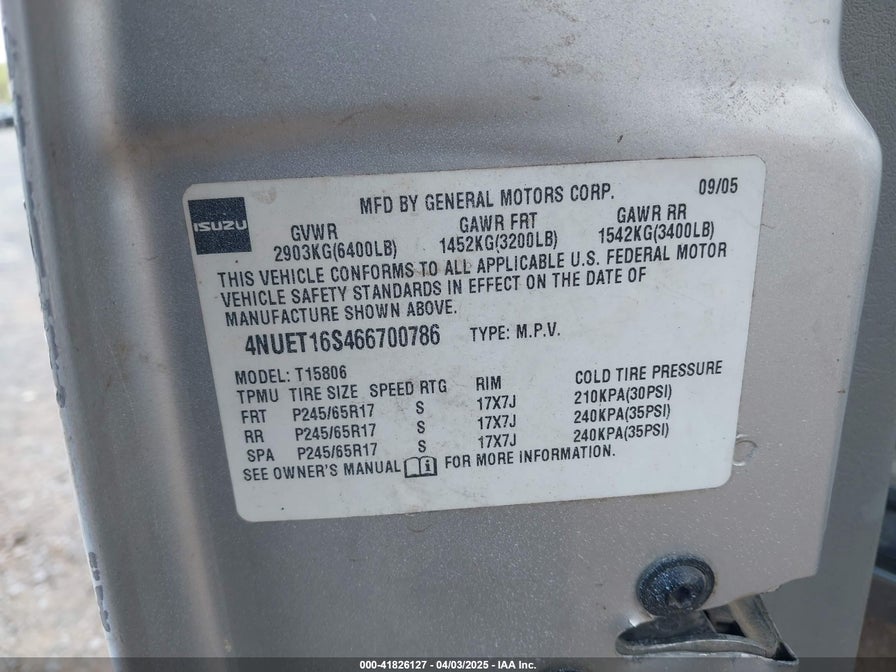 MFD BY GENERAL MOTORS CORP. 09/05
ISUZU
GVWR GAWR FRT GAWR RR
2903KG(6400LB) 1452KG(3200LB) 1542KG(3400LB)
THIS VEHICLE CONFORMS TO ALL APPLICABLE U.S. FEDERAL MOTOR
VEHICLE SAFETY STANDARDS IN EFFECT ON THE DATE OF
MANUFACTURE SHOWN ABOVE.
4NUET16S466700786 TYPE: M.P.V.
MODEL: T15806
TPMU TIRE SIZE SPEED RTG RIM COLD TIRE PRESSURE
FRT P245/65R17 S 17X7J 210KPA(30PSI)
RR P245/65R17 S 17X7J 240KPA(35PSI)
SPA P245/65R17 S 17X7J 240KPA(35PSI)
SEE OWNER'S MANUAL FOR MORE INFORMATION.
000-41826127 - 04/03/2025 - IAA Inc.